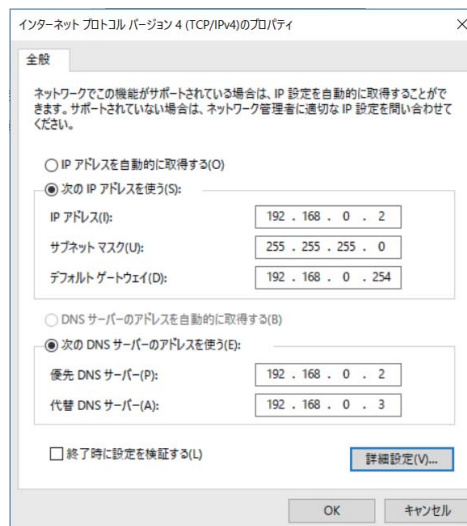 インターネット プロトコル バージョン 4 (TCP/IPv4)のプロパティ
全般
ネットワークでこの機能がサポートされている場合は、IP 設定を自動的に取得することがで
きます。サポートされていない場合は、ネットワーク管理者に適切な IP 設定を問い合わせて
ください。
IP アドレスを自動的に取得する(O)
次の IP アドレスを使う(S):
IP アドレス(I): 192 . 168 . 0 . 2
サブネット マスク(U): 255 . 255 . 255 . 0
デフォルト ゲートウェイ(D): 192 . 168 . 0 . 254
DNS サーバーのアドレスを自動的に取得する(B)
次の DNS サーバーのアドレスを使う(E):
優先 DNS サーバー(P): 192 . 168 . 0 . 2
代替 DNS サーバー(A): 192 . 168 . 0 . 3
終了時に設定を検証する(L)
詳細設定(V)...
OK キャンセル